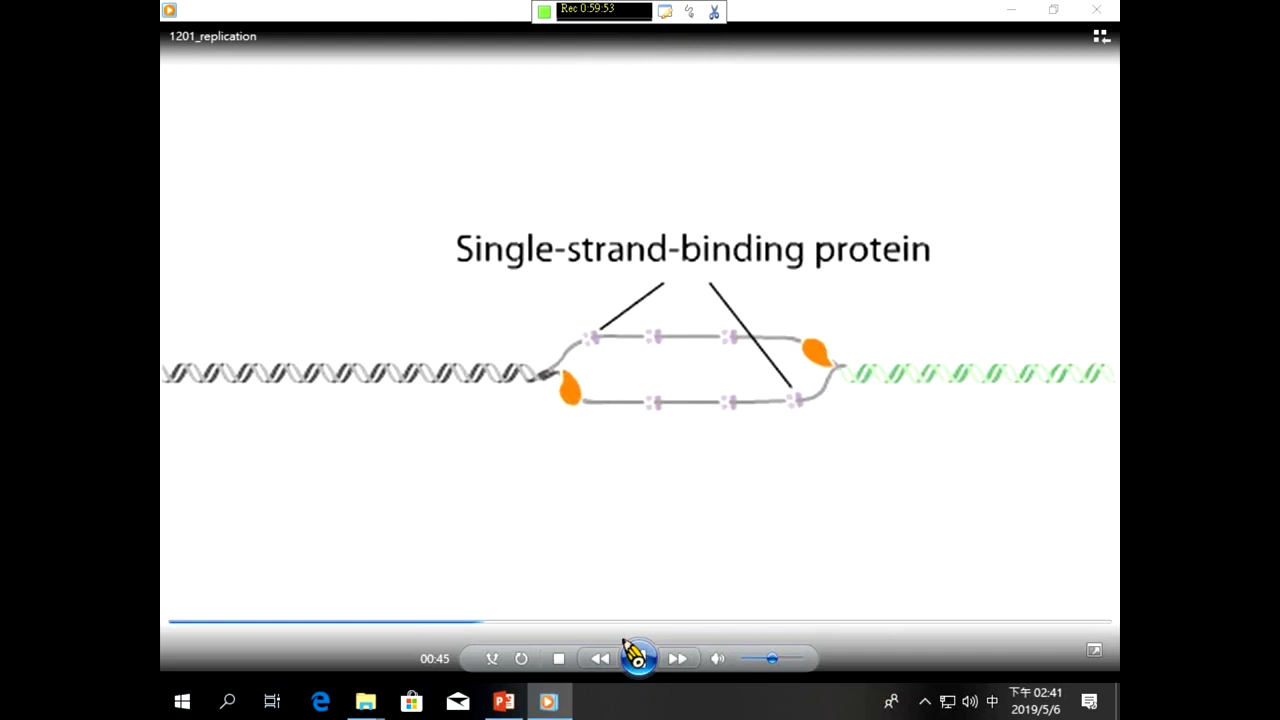 Rec 0:59:53
1201_replication
Single-strand-binding protein
00:45
中
下午 02:41
2019/5/6